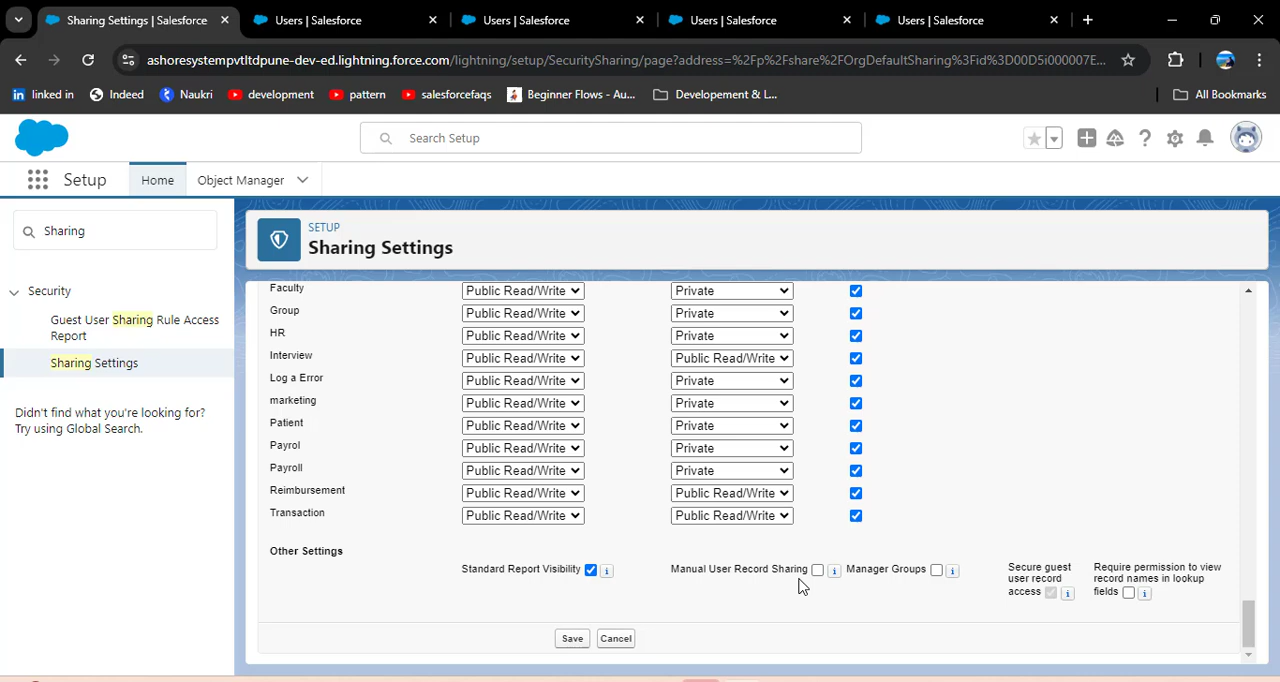 Sharing Settings | Salesforce
Users | Salesforce
Users | Salesforce
Users | Salesforce
Users | Salesforce
ashoresystempvtltdpune-dev-ed.lightning.force.com/lightning/setup/SecuritySharing/page?address=%2Fp%2Fshare%2FOrgDefaultSharing%3Fid%3D00D5i000007E...
linked in
Indeed
Naukri
development
pattern
salesforcefaqs
Beginner Flows - Au...
Developement & L...
All Bookmarks
Search Setup
Setup
Home
Object Manager
Sharing
Security
Guest User Sharing Rule Access
Report
Sharing Settings
Didn't find what you're looking for?
Try using Global Search.
SETUP
Sharing Settings
Faculty Public Read/Write Private
Group Public Read/Write Private
HR Public Read/Write Private
Interview Public Read/Write Public Read/Write
Log a Error Public Read/Write Private
marketing Public Read/Write Private
Patient Public Read/Write Private
Payrol Public Read/Write Private
Payroll Public Read/Write Private
Reimbursement Public Read/Write Public Read/Write
Transaction Public Read/Write Public Read/Write
Other Settings
Standard Report Visibility
Manual User Record Sharing
Manager Groups
Secure guest
user record
access
Require permission to view
record names in lookup
fields
Save
Cancel